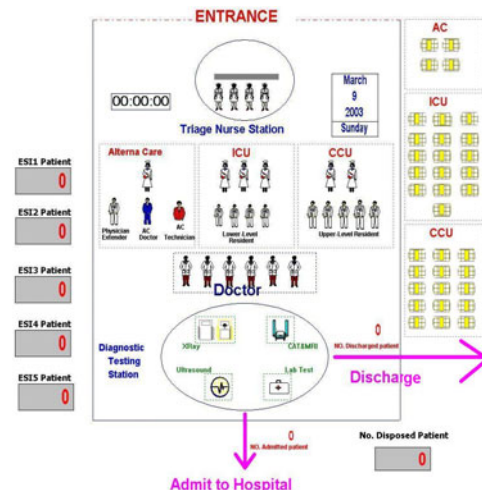 ENTRANCE
AC
March
9
2003
Sunday
00:00:00
Triage Nurse Station
ICU
Alterna Care
ICU
CCU
ESI1 Patient
0
Physician
Extender
AC
Doctor
AC
Technician
Lower-Level
Resident
Upper-Level Resident
ESI2 Patient
0
CCU
ESI3 Patient
0
Doctor
Diagnostic
Testing
Station
XRay
CAT&MRI
Ultrasound
Lab Test
0
NO. Discharged patient
Discharge
ESI4 Patient
0
ESI5 Patient
0
0
NO. Admitted patient
No. Disposed Patient
0
Admit to Hospital